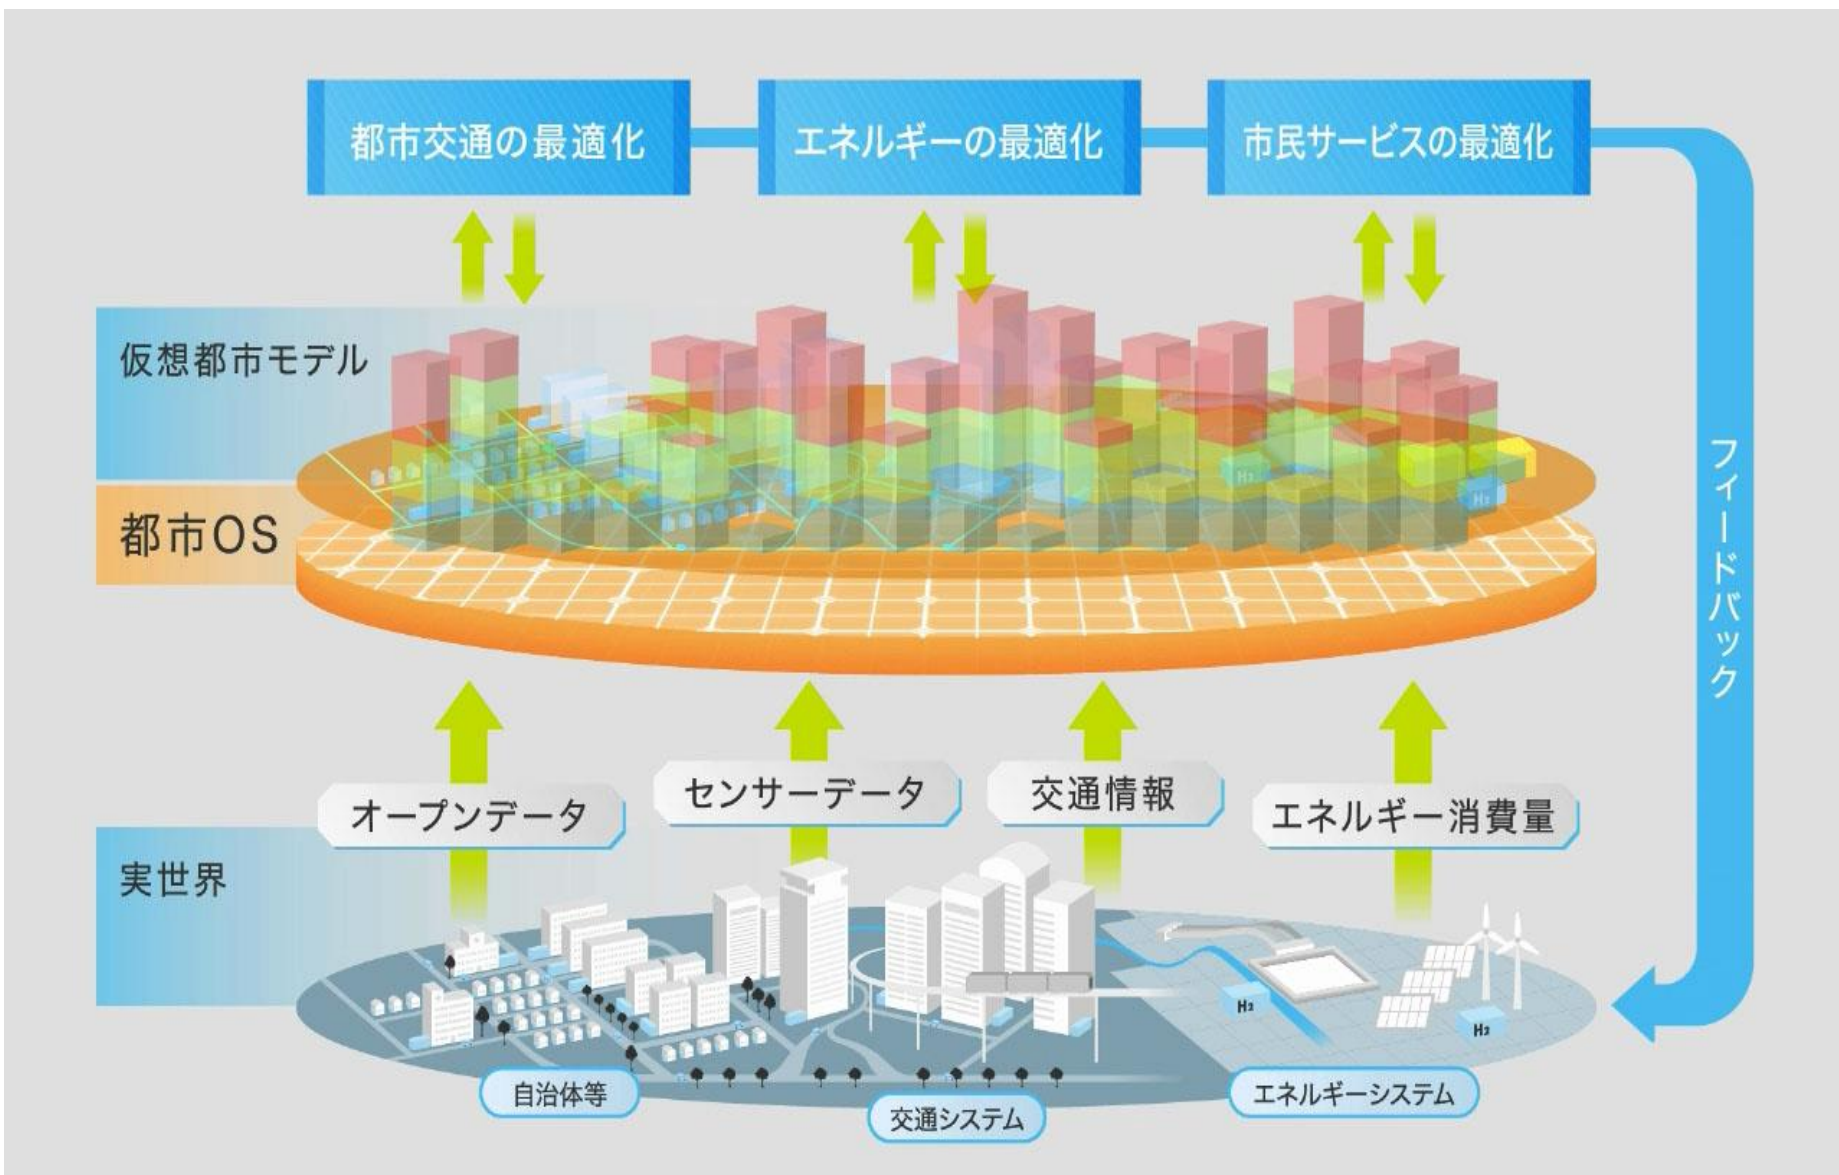 都市交通の最適化
エネルギーの最適化
市民サービスの最適化
仮想都市モデル
都市OS
フィードバック
H₂
H₂
オープンデータ
センサーデータ
交通情報
エネルギー消費量
実世界
H₂
H₂
自治体等
交通システム
エネルギーシステム